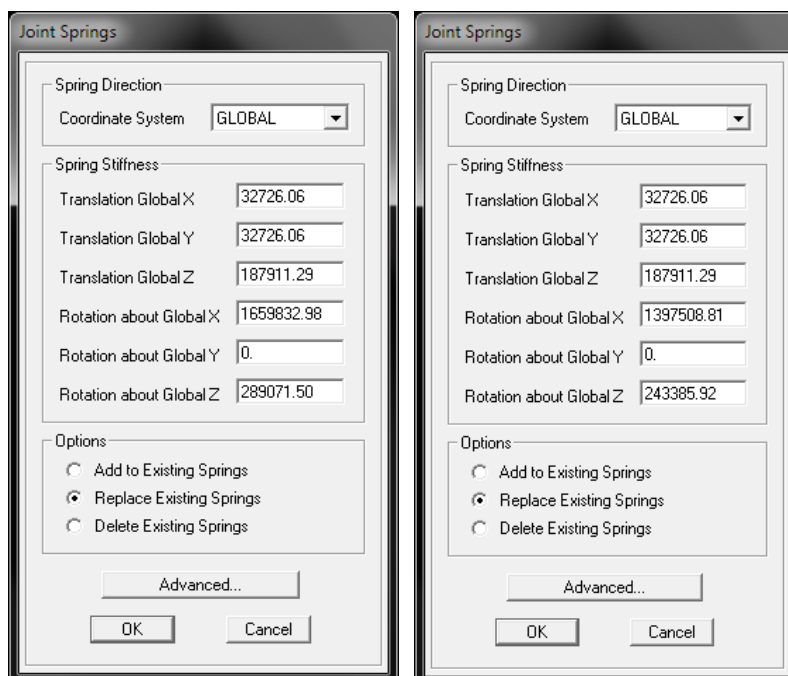 Joint Springs
Spring Direction
Coordinate System GLOBAL
Spring Stiffness
Translation Global X 32726.06
Translation Global Y 32726.06
Translation Global Z 187911.29
Rotation about Global X 1659832.98
Rotation about Global Y 0.
Rotation about Global Z 289071.50
Options
Add to Existing Springs
Replace Existing Springs
Delete Existing Springs
Advanced...
OK Cancel
Joint Springs
Spring Direction
Coordinate System GLOBAL
Spring Stiffness
Translation Global X 32726.06
Translation Global Y 32726.06
Translation Global Z 187911.29
Rotation about Global X 1397508.81
Rotation about Global Y 0.
Rotation about Global Z 243385.92
Options
Add to Existing Springs
Replace Existing Springs
Delete Existing Springs
Advanced...
OK Cancel